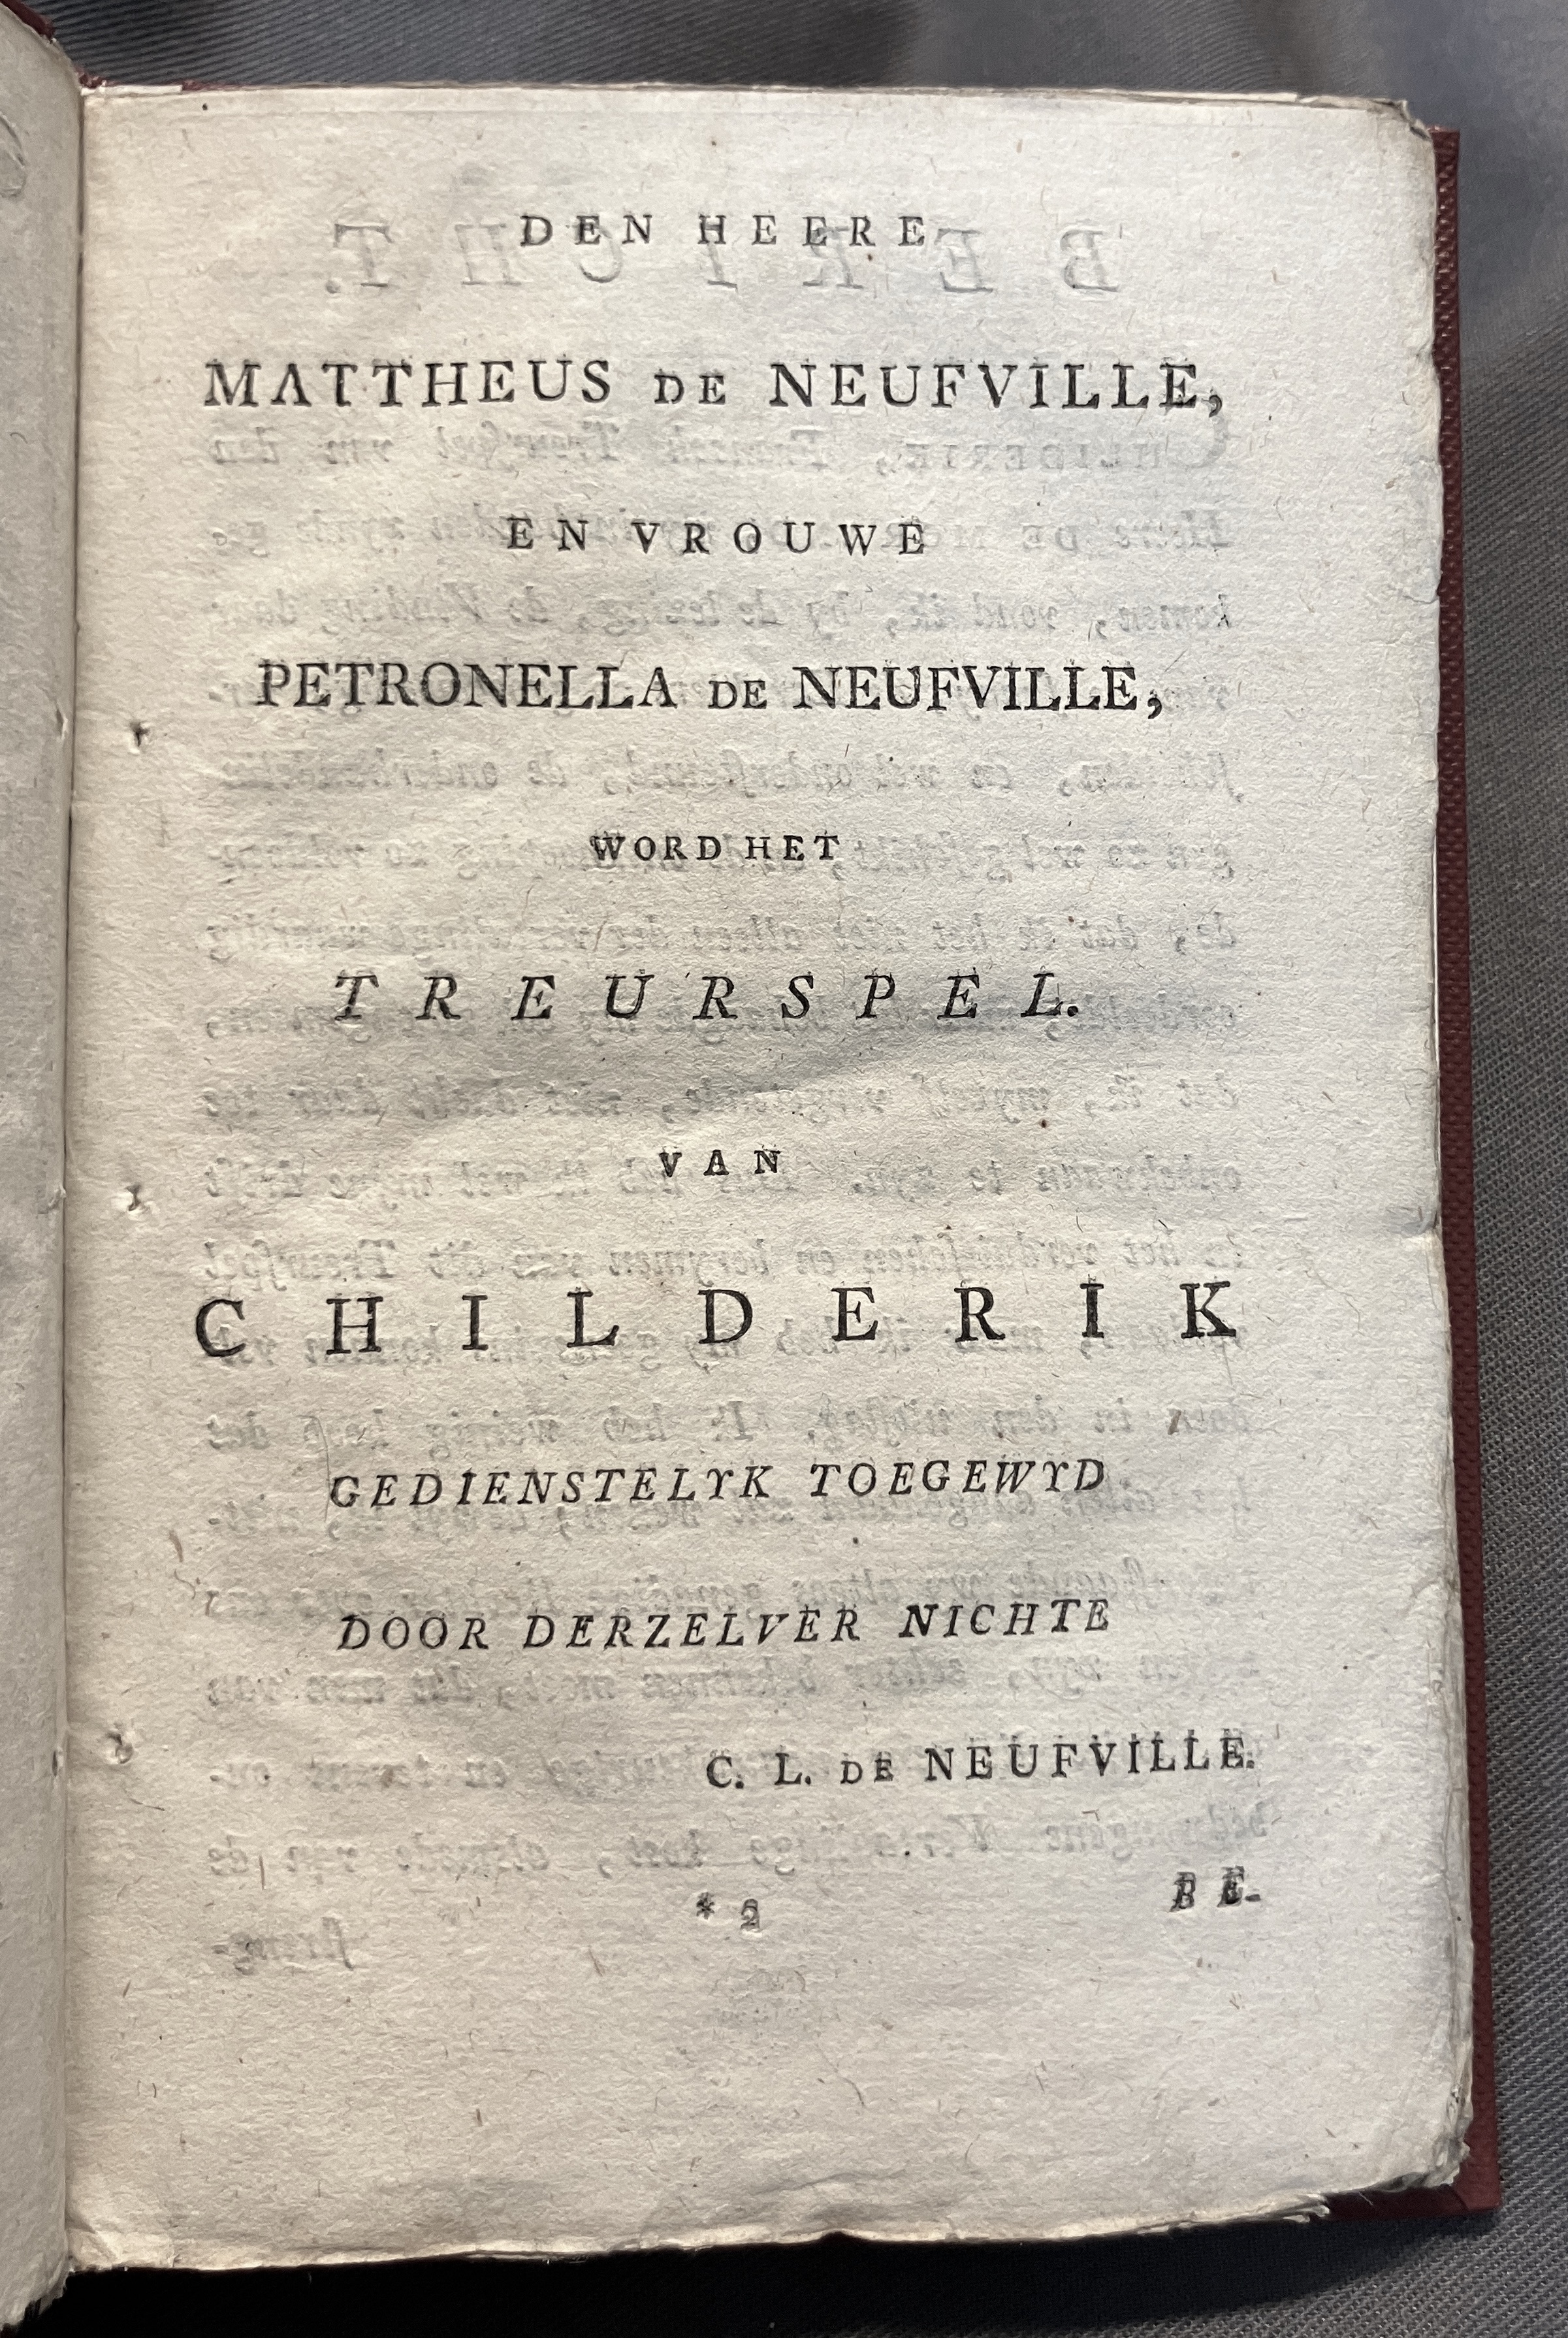 DEN HEERE
MATTHEUS DE NEUFVILLE,
EN VROUWE
PETRONELLA DE NEUFVILLE,
WORD HET
TREURSPEL.
VAN
CHILDERIK
GEDIENSTELYK TOEGEWYD
DOOR DERZELVER NICHTE
C. L. DE NEUFVILLE.
* 2
BE-